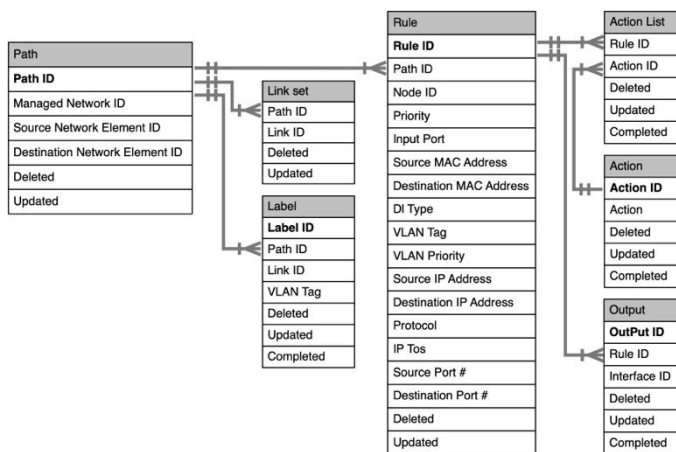 Path
Path ID
Managed Network ID
Source Network Element ID
Destination Network Element ID
Deleted
Updated
Link set
Path ID
Link ID
Deleted
Updated
Label
Label ID
Path ID
Link ID
VLAN Tag
Deleted
Updated
Completed
Rule
Rule ID
Path ID
Node ID
Priority
Input Port
Source MAC Address
Destination MAC Address
DI Type
VLAN Tag
VLAN Priority
Source IP Address
Destination IP Address
Protocol
IP Tos
Source Port #
Destination Port #
Deleted
Updated
Action List
Rule ID
Action ID
Deleted
Updated
Completed
Action
Action ID
Action
Deleted
Updated
Completed
Output
OutPut ID
Rule ID
Interface ID
Deleted
Updated
Completed